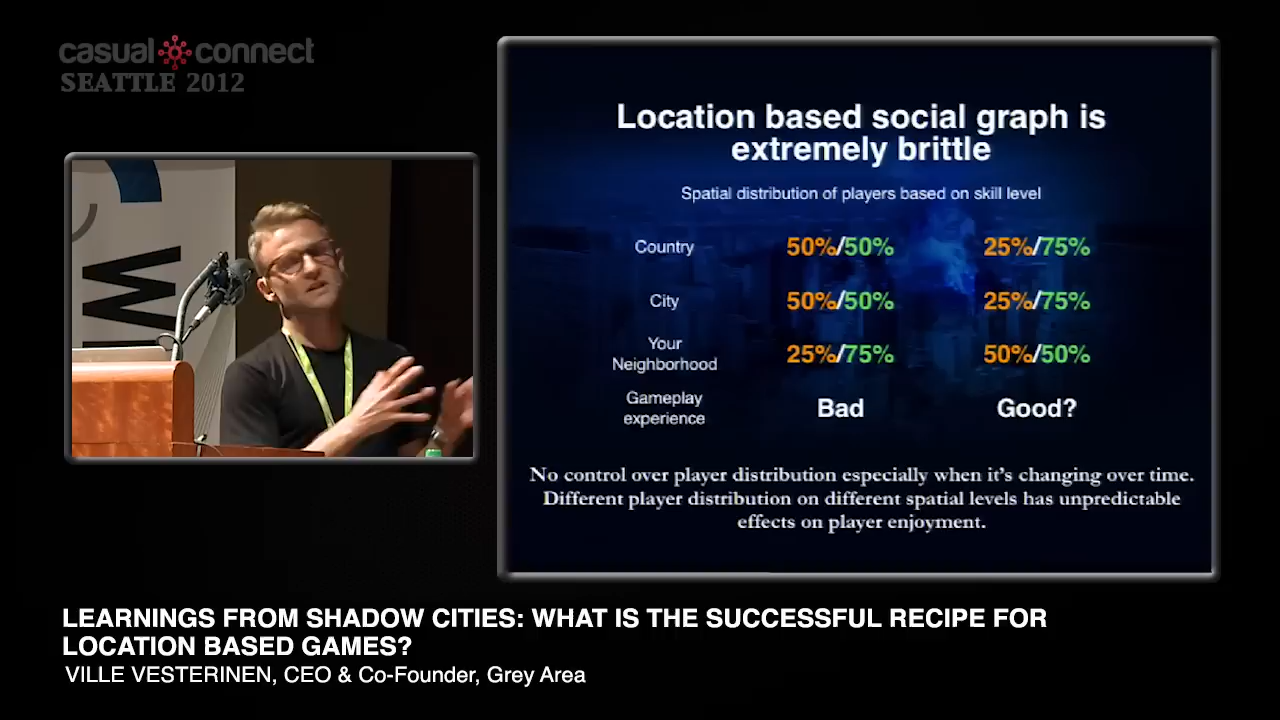 casual connect
SEATTLE 2012
W
Location based social graph is
extremely brittle
Spatial distribution of players based on skill level
Country 50%/50% 25%/75%
City 50%/50% 25%/75%
Your
Neighborhood 25%/75% 50%/50%
Gameplay
experience Bad Good?
No control over player distribution especially when it's changing over time.
Different player distribution on different spatial levels has unpredictable
effects on player enjoyment.
LEARNINGS FROM SHADOW CITIES: WHAT IS THE SUCCESSFUL RECIPE FOR
LOCATION BASED GAMES?
VILLE VESTERINEN, CEO & Co-Founder, Grey Area